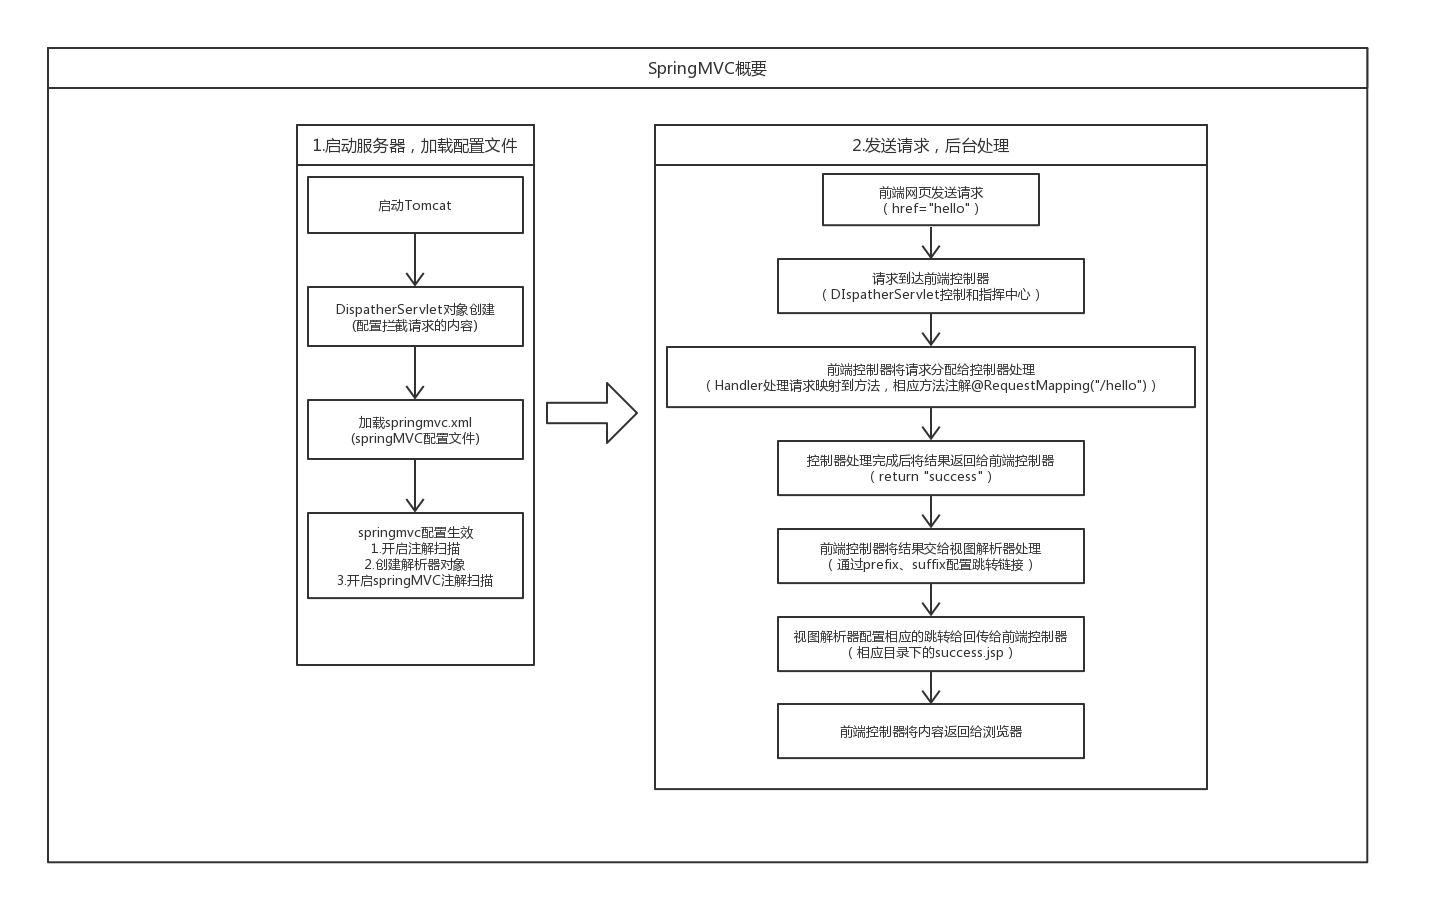 SpringMVC概要
1.启动服务器，加载配置文件
启动Tomcat
DispatherServlet对象创建
(配置拦截请求的内容)
加载springmvc.xml
(springMVC配置文件)
springmvc配置生效
1.开启注解扫描
2.创建解析器对象
3.开启springMVC注解扫描
2.发送请求，后台处理
前端网页发送请求
（href="hello"）
请求到达前端控制器
（DIspatherServlet控制和指挥中心）
前端控制器将请求分配给控制器处理
（Handler处理请求映射到方法，相应方法注解@RequestMapping("/hello")）
控制器处理完成后将结果返回给前端控制器
（return "success"）
前端控制器将结果交给视图解析器处理
（通过prefix、suffix配置跳转链接）
视图解析器配置相应的跳转给回传给前端控制器
（相应目录下的success.jsp）
前端控制器将内容返回给浏览器